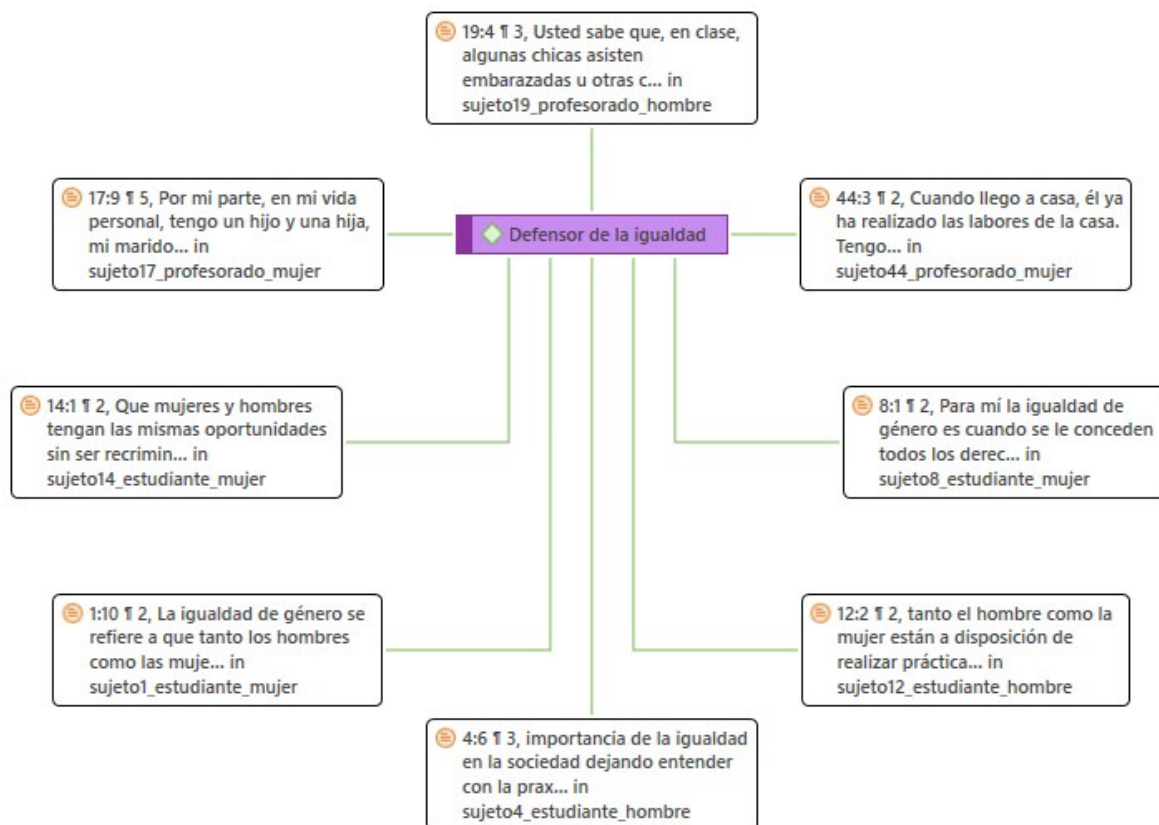 19:4 ¶ 3, Usted sabe que, en clase,
algunas chicas asisten
embarazadas u otras c... in
sujeto19_profesorado_hombre
17:9 ¶ 5, Por mi parte, en mi vida
personal, tengo un hijo y una hija,
mi marido... in
sujeto17_profesorado_mujer
Defensor de la igualdad
44:3 ¶ 2, Cuando llego a casa, él ya
ha realizado las labores de la casa.
Tengo... in
sujeto44_profesorado_mujer
14:1 ¶ 2, Que mujeres y hombres
tengan las mismas oportunidades
sin ser recrimin... in
sujeto14_estudiante_mujer
8:1 ¶ 2, Para mí la igualdad de
género es cuando se le conceden
todos los derec... in
sujeto8_estudiante_mujer
1:10 ¶ 2, La igualdad de género se
refiere a que tanto los hombres
como las muje... in
sujeto1_estudiante_mujer
12:2 ¶ 2, tanto el hombre como la
mujer están a disposición de
realizar práctica... in
sujeto12_estudiante_hombre
4:6 ¶ 3, importancia de la igualdad
en la sociedad dejando entender
con la prax... in
sujeto4_estudiante_hombre